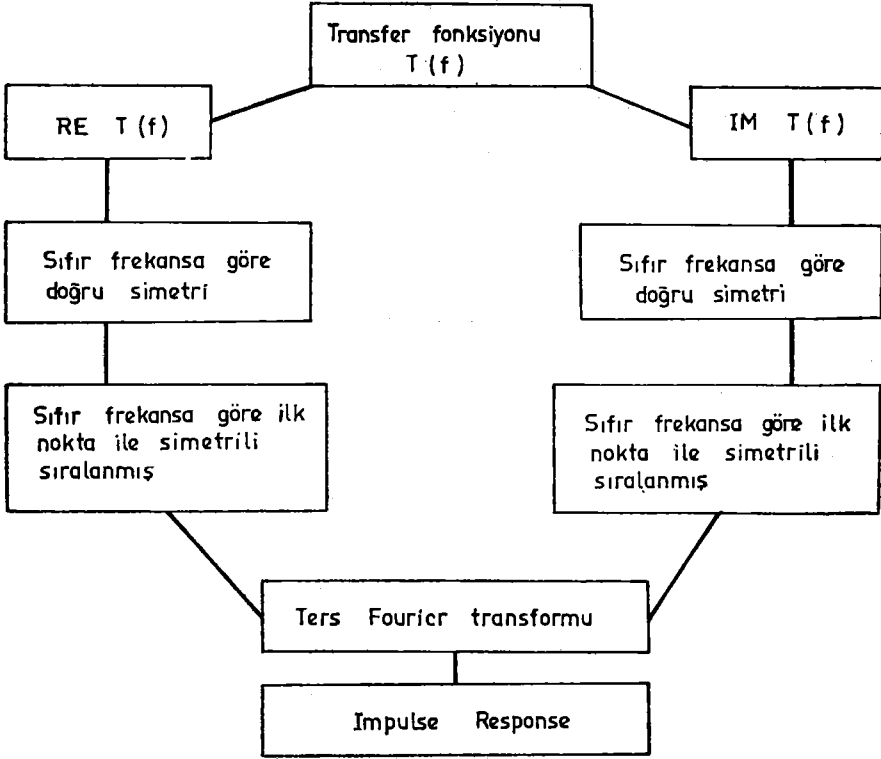 Transfer fonksiyonu
T (f)
RE T (f)
IM T (f)
Sıfır frekansa göre
doğru simetri
Sıfır frekansa göre
doğru simetri
Sıfır frekansa göre ilk
nokta ile simetrili
sıralanmış
Sıfır frekansa göre ilk
nokta ile simetrili
sıralanmış
Ters Fourier transformu
Impulse Response